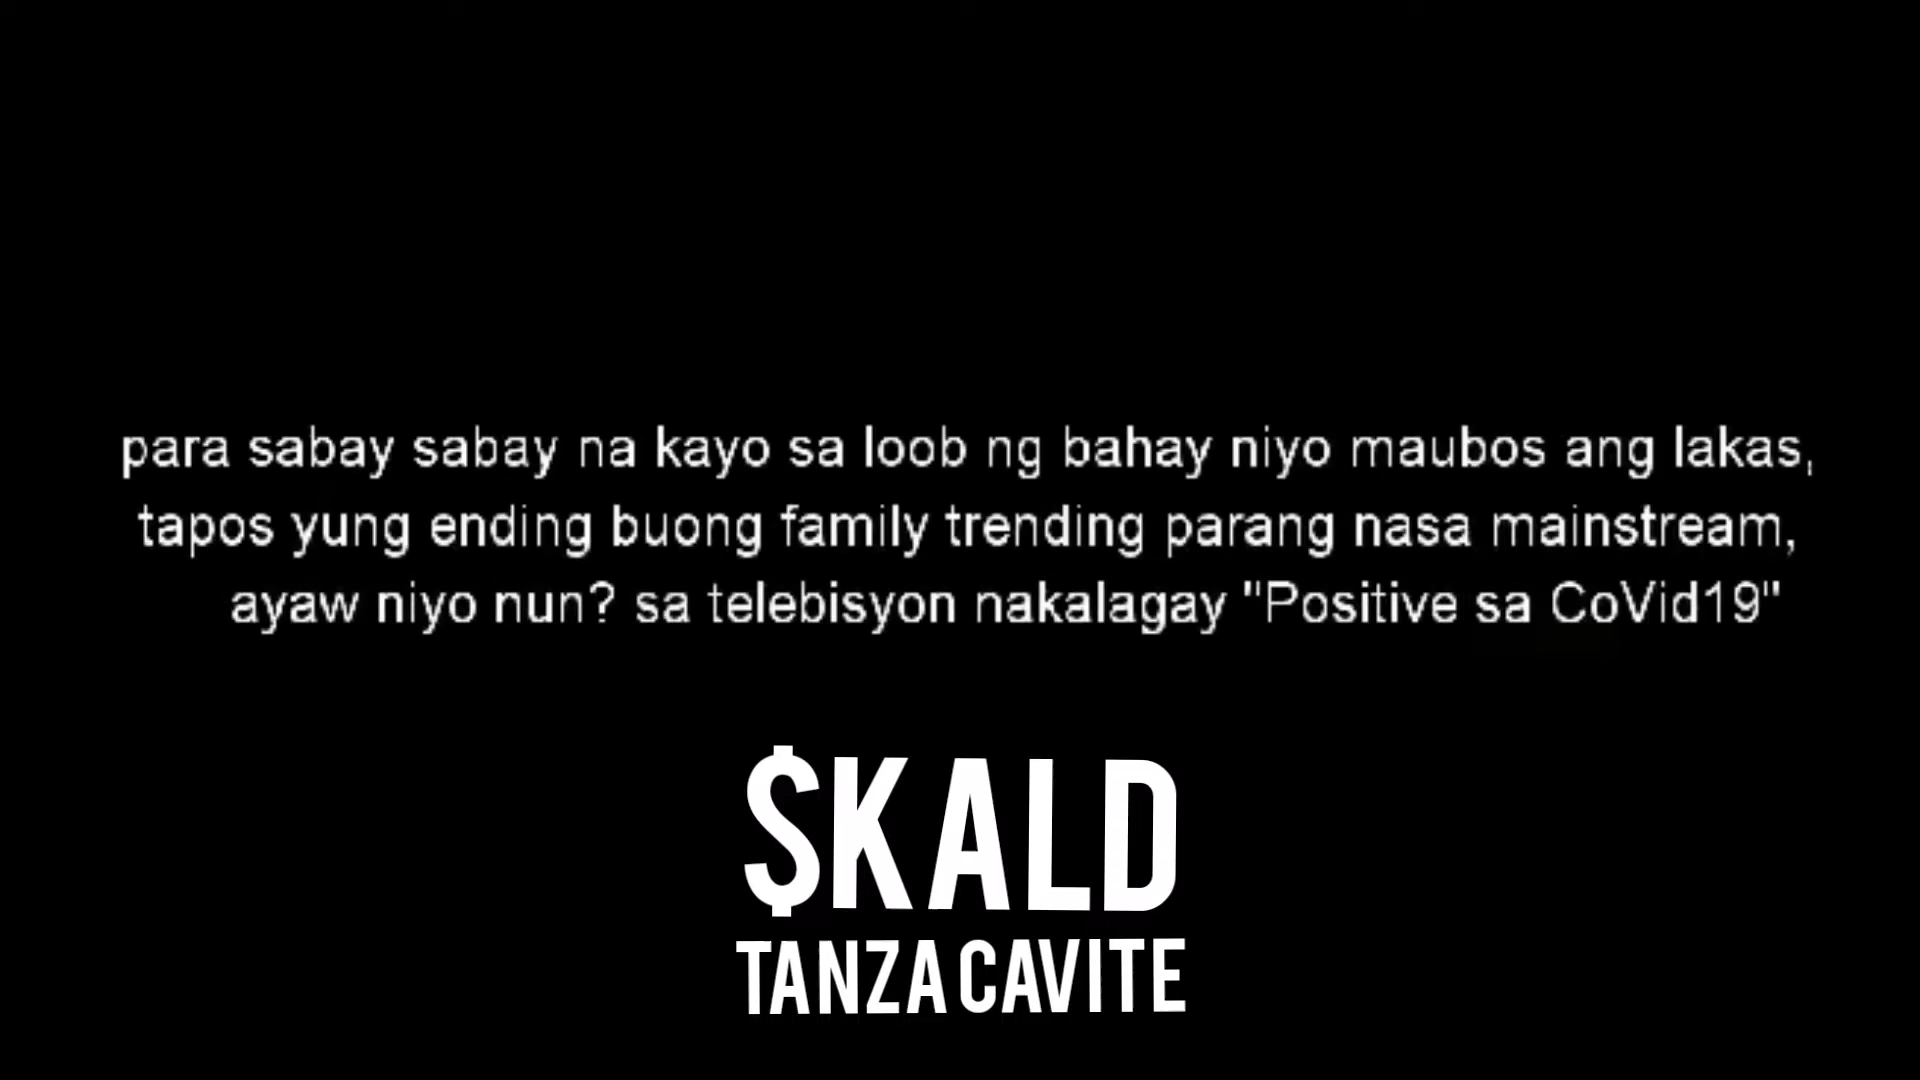 para sabay sabay na kayo sa loob ng bahay niyo maubos ang lakas,
tapos yung ending buong family trending parang nasa mainstream,
ayaw niyo nun? sa telebisyon nakalagay "Positive sa CoVid19"
$KALD
TANZA CAVITE